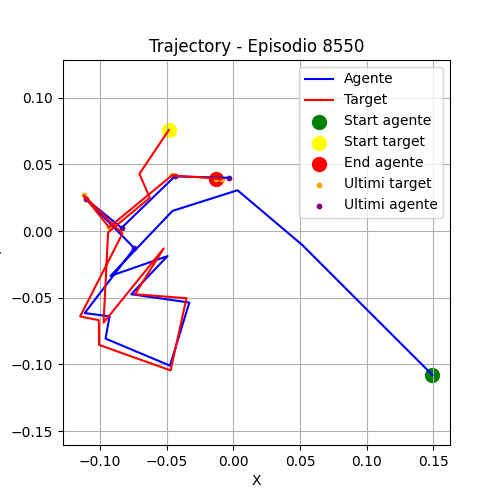 Trajectory - Episodio 8550
Agente
Target
Start agente
Start target
End agente
Ultimi target
Ultimi agente
0.10
0.05
0.00
−0.05
−0.10
−0.15
−0.10
−0.05
0.00
0.05
0.10
0.15
X